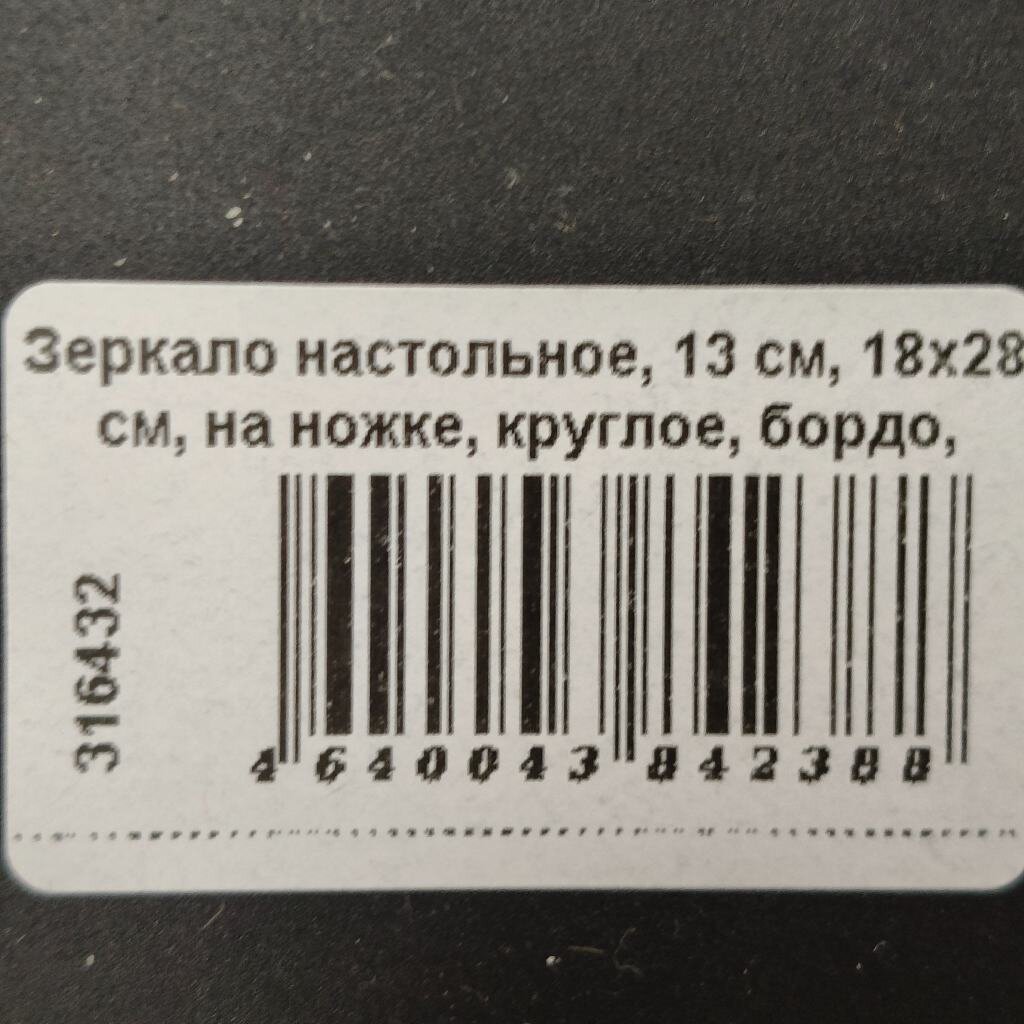 Зеркало настольное, 13 см, 18х28
см, на ножке, круглое, бордо,
316432
4 640043 842388